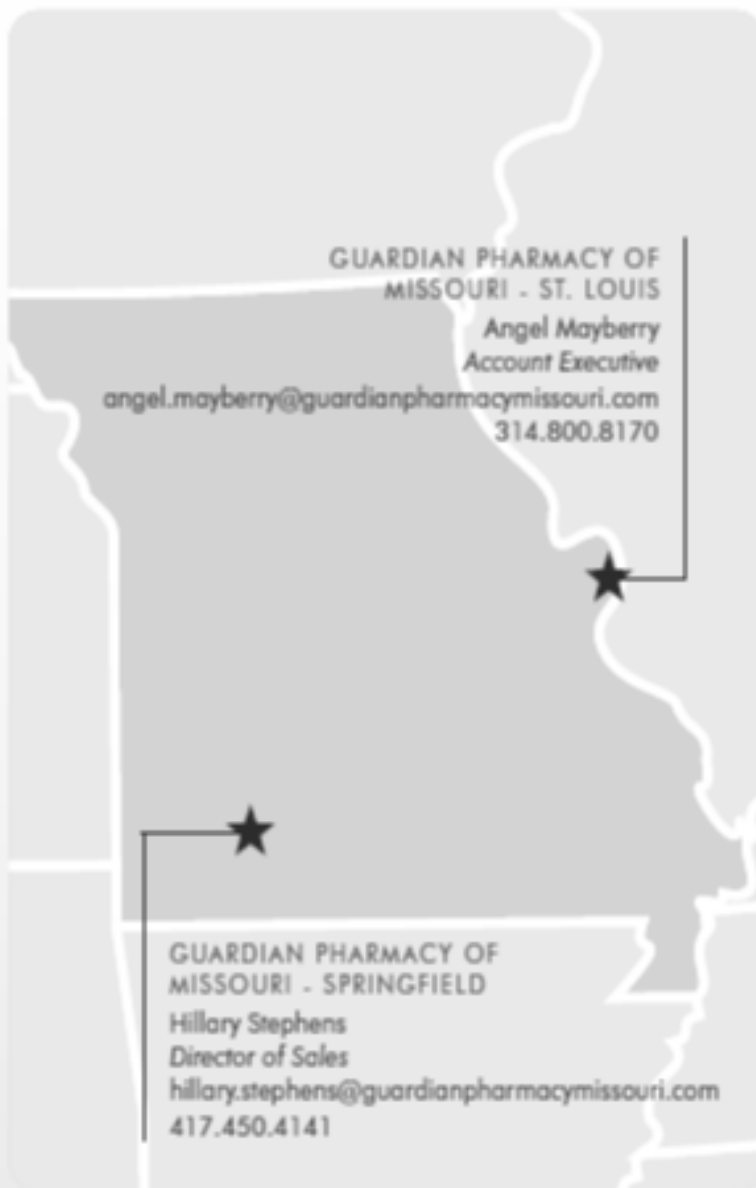 GUARDIAN PHARMACY OF
MISSOURI - ST. LOUIS
Angel Mayberry
Account Executive
angel.mayberry@guardianpharmacymissouri.com
314.800.8170
GUARDIAN PHARMACY OF
MISSOURI - SPRINGFIELD
Hillary Stephens
Director of Sales
hillary.stephens@guardianpharmacymissouri.com
417.450.4141